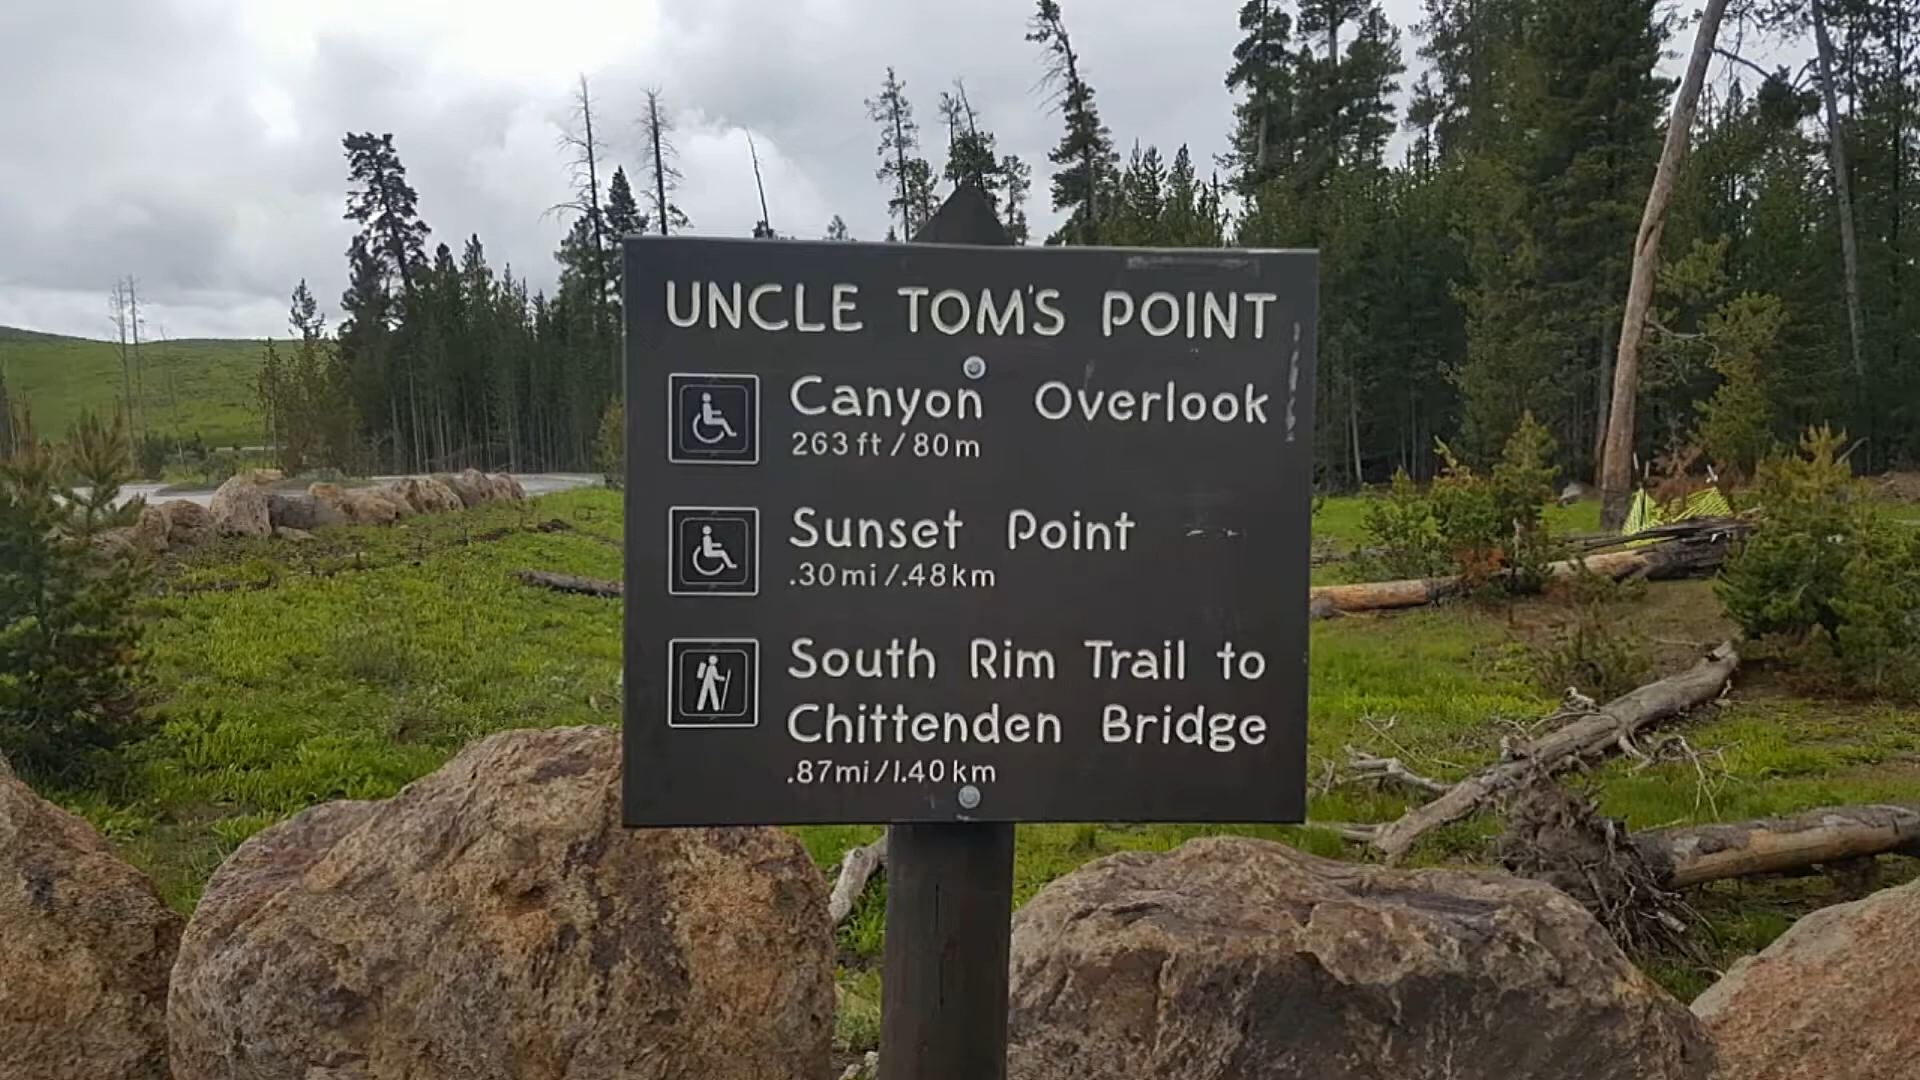 UNCLE TOM'S POINT
Canyon Overlook
263 ft / 80 m
Sunset Point
.30 mi / .48 km
South Rim Trail to
Chittenden Bridge
.87 mi / 1.40 km